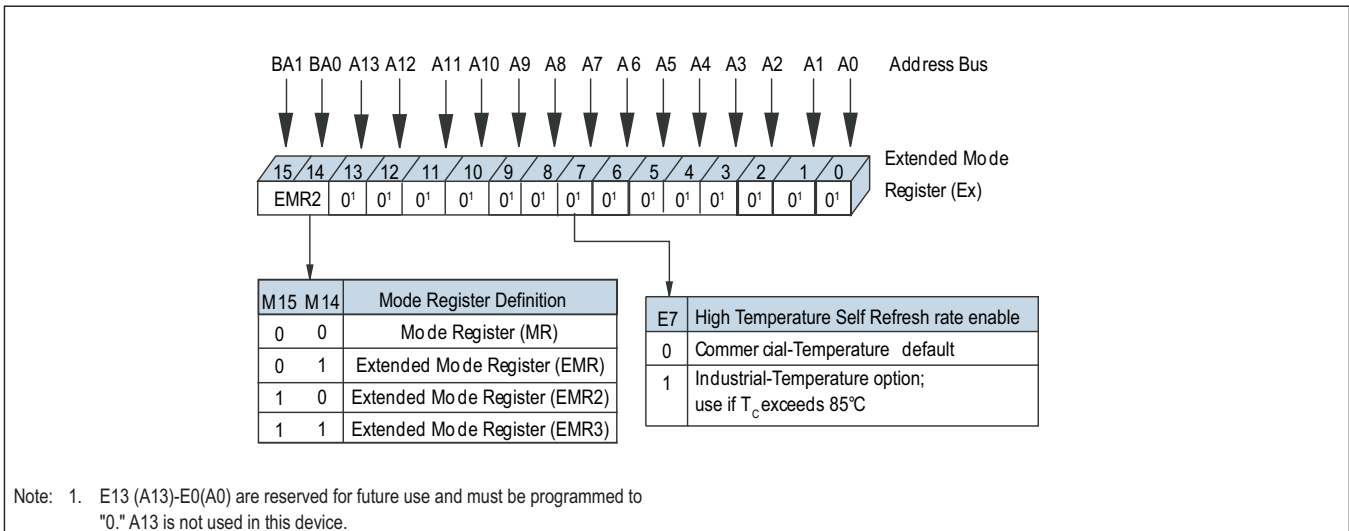 BA1 BA0 A13 A12 A11 A10 A9 A8 A7 A6 A5 A4 A3 A2 A1 A0 Address Bus
15 14 13 12 11 10 9 8 7 6 5 4 3 2 1 0
EMR2 0¹ 0¹ 0¹ 0¹ 0¹ 0¹ 0¹ 0¹ 0¹ 0¹ 0¹ 0¹ 0¹ 0¹
Extended Mode
Register (Ex)
M15 M14 Mode Register Definition
0 0 Mode Register (MR)
0 1 Extended Mode Register (EMR)
1 0 Extended Mode Register (EMR2)
1 1 Extended Mode Register (EMR3)
E7 High Temperature Self Refresh rate enable
0 Commer cial-Temperature default
1 Industrial-Temperature option;
use if TC exceeds 85°C
Note: 1. E13 (A13)-E0(A0) are reserved for future use and must be programmed to
"0." A13 is not used in this device.